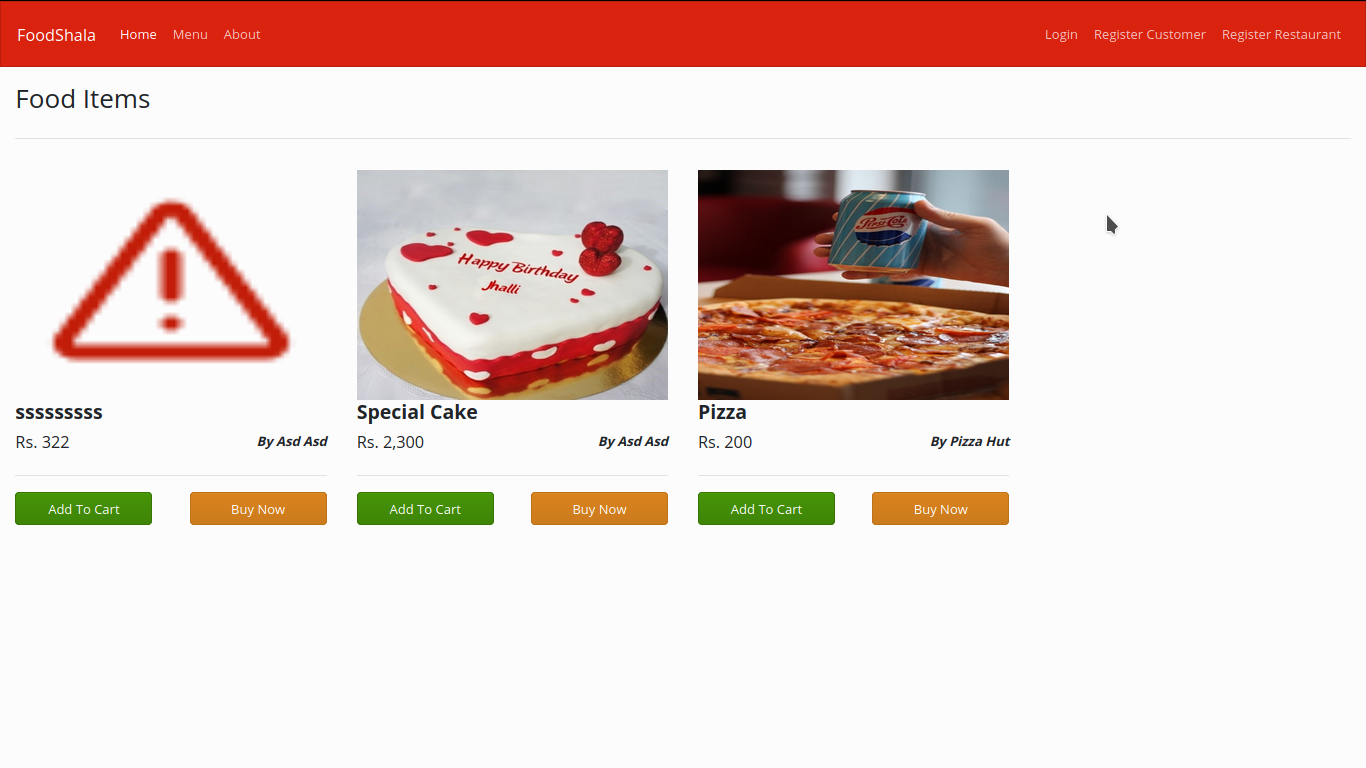 FoodShala Home Menu About Login Register Customer Register Restaurant
Food Items
Happy Birthday
Jhalli
Pepsi-Cola
sssssssss
Rs. 322 By Asd Asd
Add To Cart Buy Now
Special Cake
Rs. 2,300 By Asd Asd
Add To Cart Buy Now
Pizza
Rs. 200 By Pizza Hut
Add To Cart Buy Now